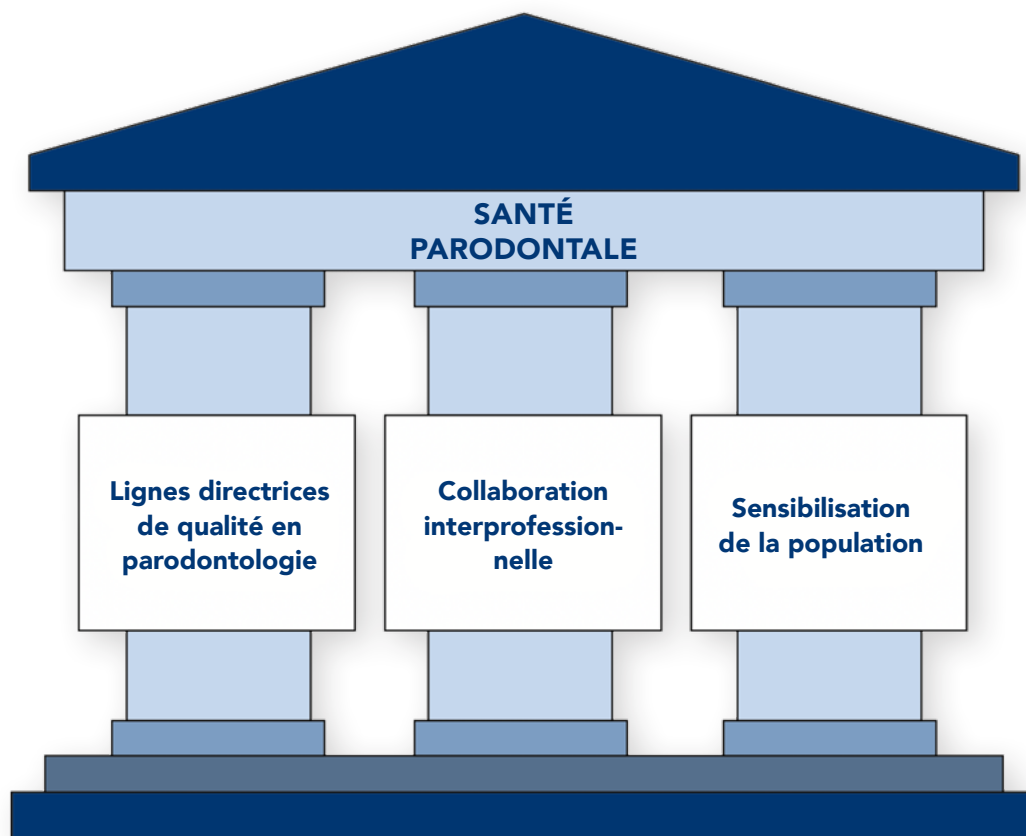 SANTÉ
PARODONTALE
Lignes directrices
de qualité en
parodontologie
Collaboration
interprofession-
nelle
Sensibilisation
de la population